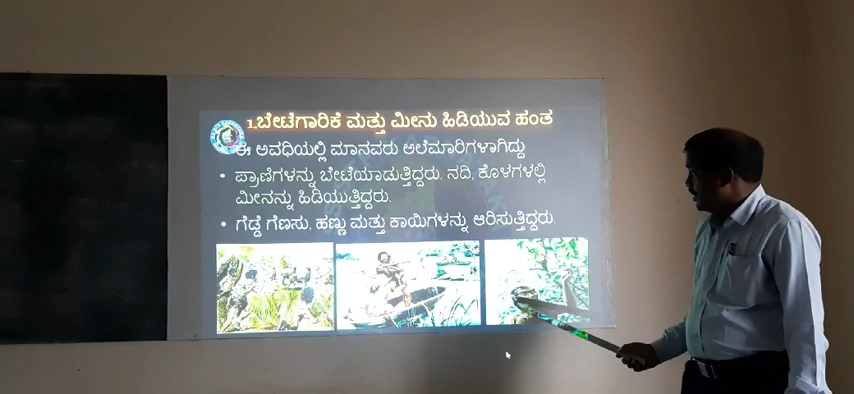 1.ಬೇಟೆಗಾರಿಕೆ ಮತ್ತು ಮೀನು ಹಿಡಿಯುವ ಹಂತ
ಈ ಅವಧಿಯಲ್ಲಿ ಮಾನವರು ಅಲೆಮಾರಿಗಳಾಗಿದ್ದು
• ಪ್ರಾಣಿಗಳನ್ನು ಬೇಟೆಯಾಡುತ್ತಿದ್ದರು. ನದಿ, ಕೊಳಗಳಲ್ಲಿ
ಮೀನನ್ನು ಹಿಡಿಯುತ್ತಿದ್ದರು.
• ಗೆಡ್ಡೆ ಗೆಣಸು, ಹಣ್ಣು ಮತ್ತು ಕಾಯಿಗಳನ್ನು ಆರಿಸುತ್ತಿದ್ದರು.